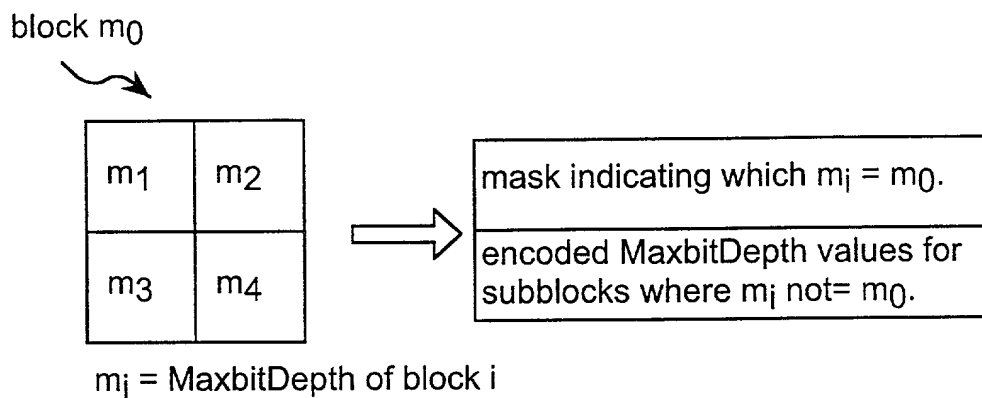 block m0
m1 m2
mask indicating which mi = m0.
m3 m4
encoded MaxbitDepth values for
subblocks where mi not= m0.
mi = MaxbitDepth of block i